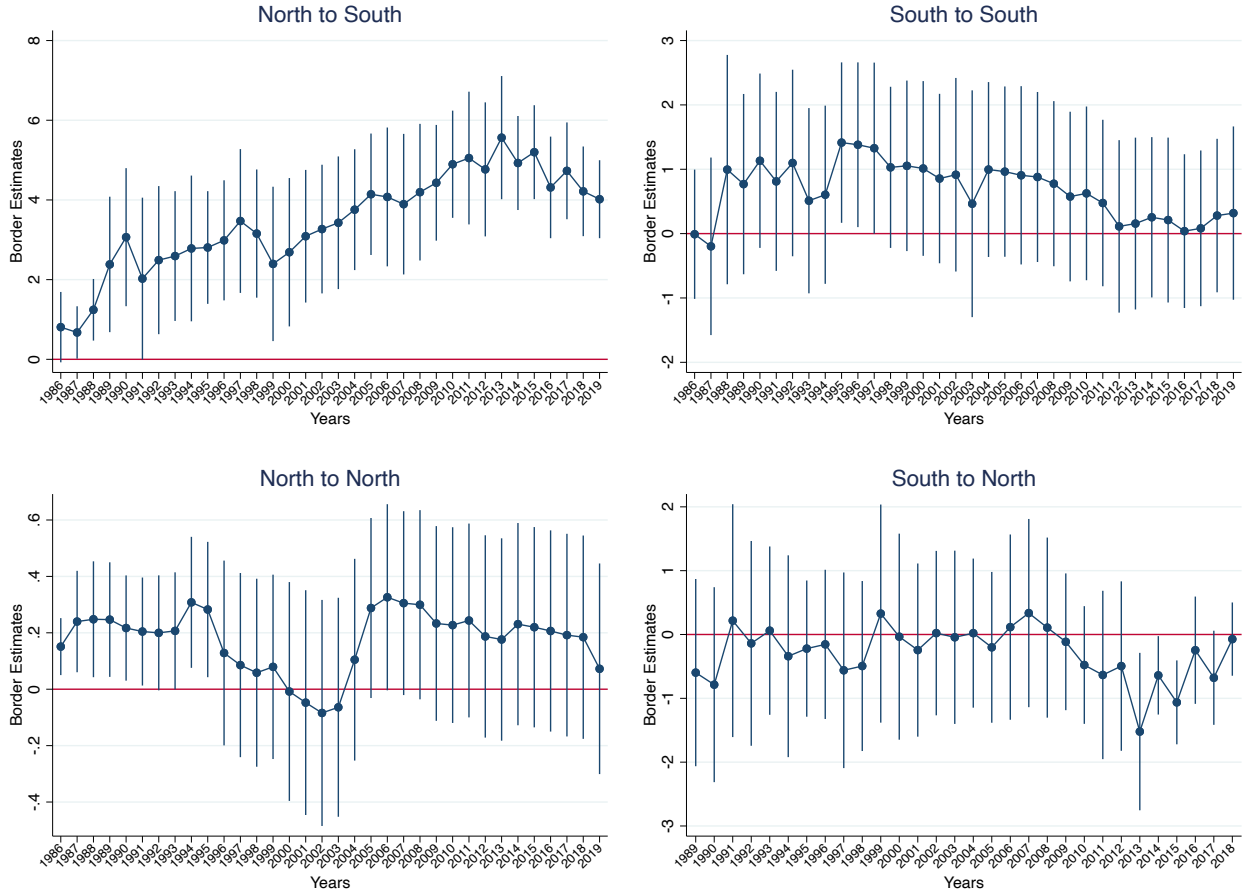 North to South
Border Estimates
8
6
4
2
0
1986 1987 1988 1989 1990 1991 1992 1993 1994 1995 1996 1997 1998 1999 2000 2001 2002 2003 2004 2005 2006 2007 2008 2009 2010 2011 2012 2013 2014 2015 2016 2017 2018 2019
Years
South to South
Border Estimates
3
2
1
0
-1
-2
1986 1987 1988 1989 1990 1991 1992 1993 1994 1995 1996 1997 1998 1999 2000 2001 2002 2003 2004 2005 2006 2007 2008 2009 2010 2011 2012 2013 2014 2015 2016 2017 2018 2019
Years
North to North
Border Estimates
.6
.4
.2
0
-.2
-.4
1986 1987 1988 1989 1990 1991 1992 1993 1994 1995 1996 1997 1998 1999 2000 2001 2002 2003 2004 2005 2006 2007 2008 2009 2010 2011 2012 2013 2014 2015 2016 2017 2018 2019
Years
South to North
Border Estimates
2
1
0
-1
-2
-3
1989 1990 1991 1992 1993 1994 1995 1996 1997 1998 1999 2000 2001 2002 2003 2004 2005 2006 2007 2008 2009 2010 2011 2012 2013 2014 2015 2016 2017 2018
Years